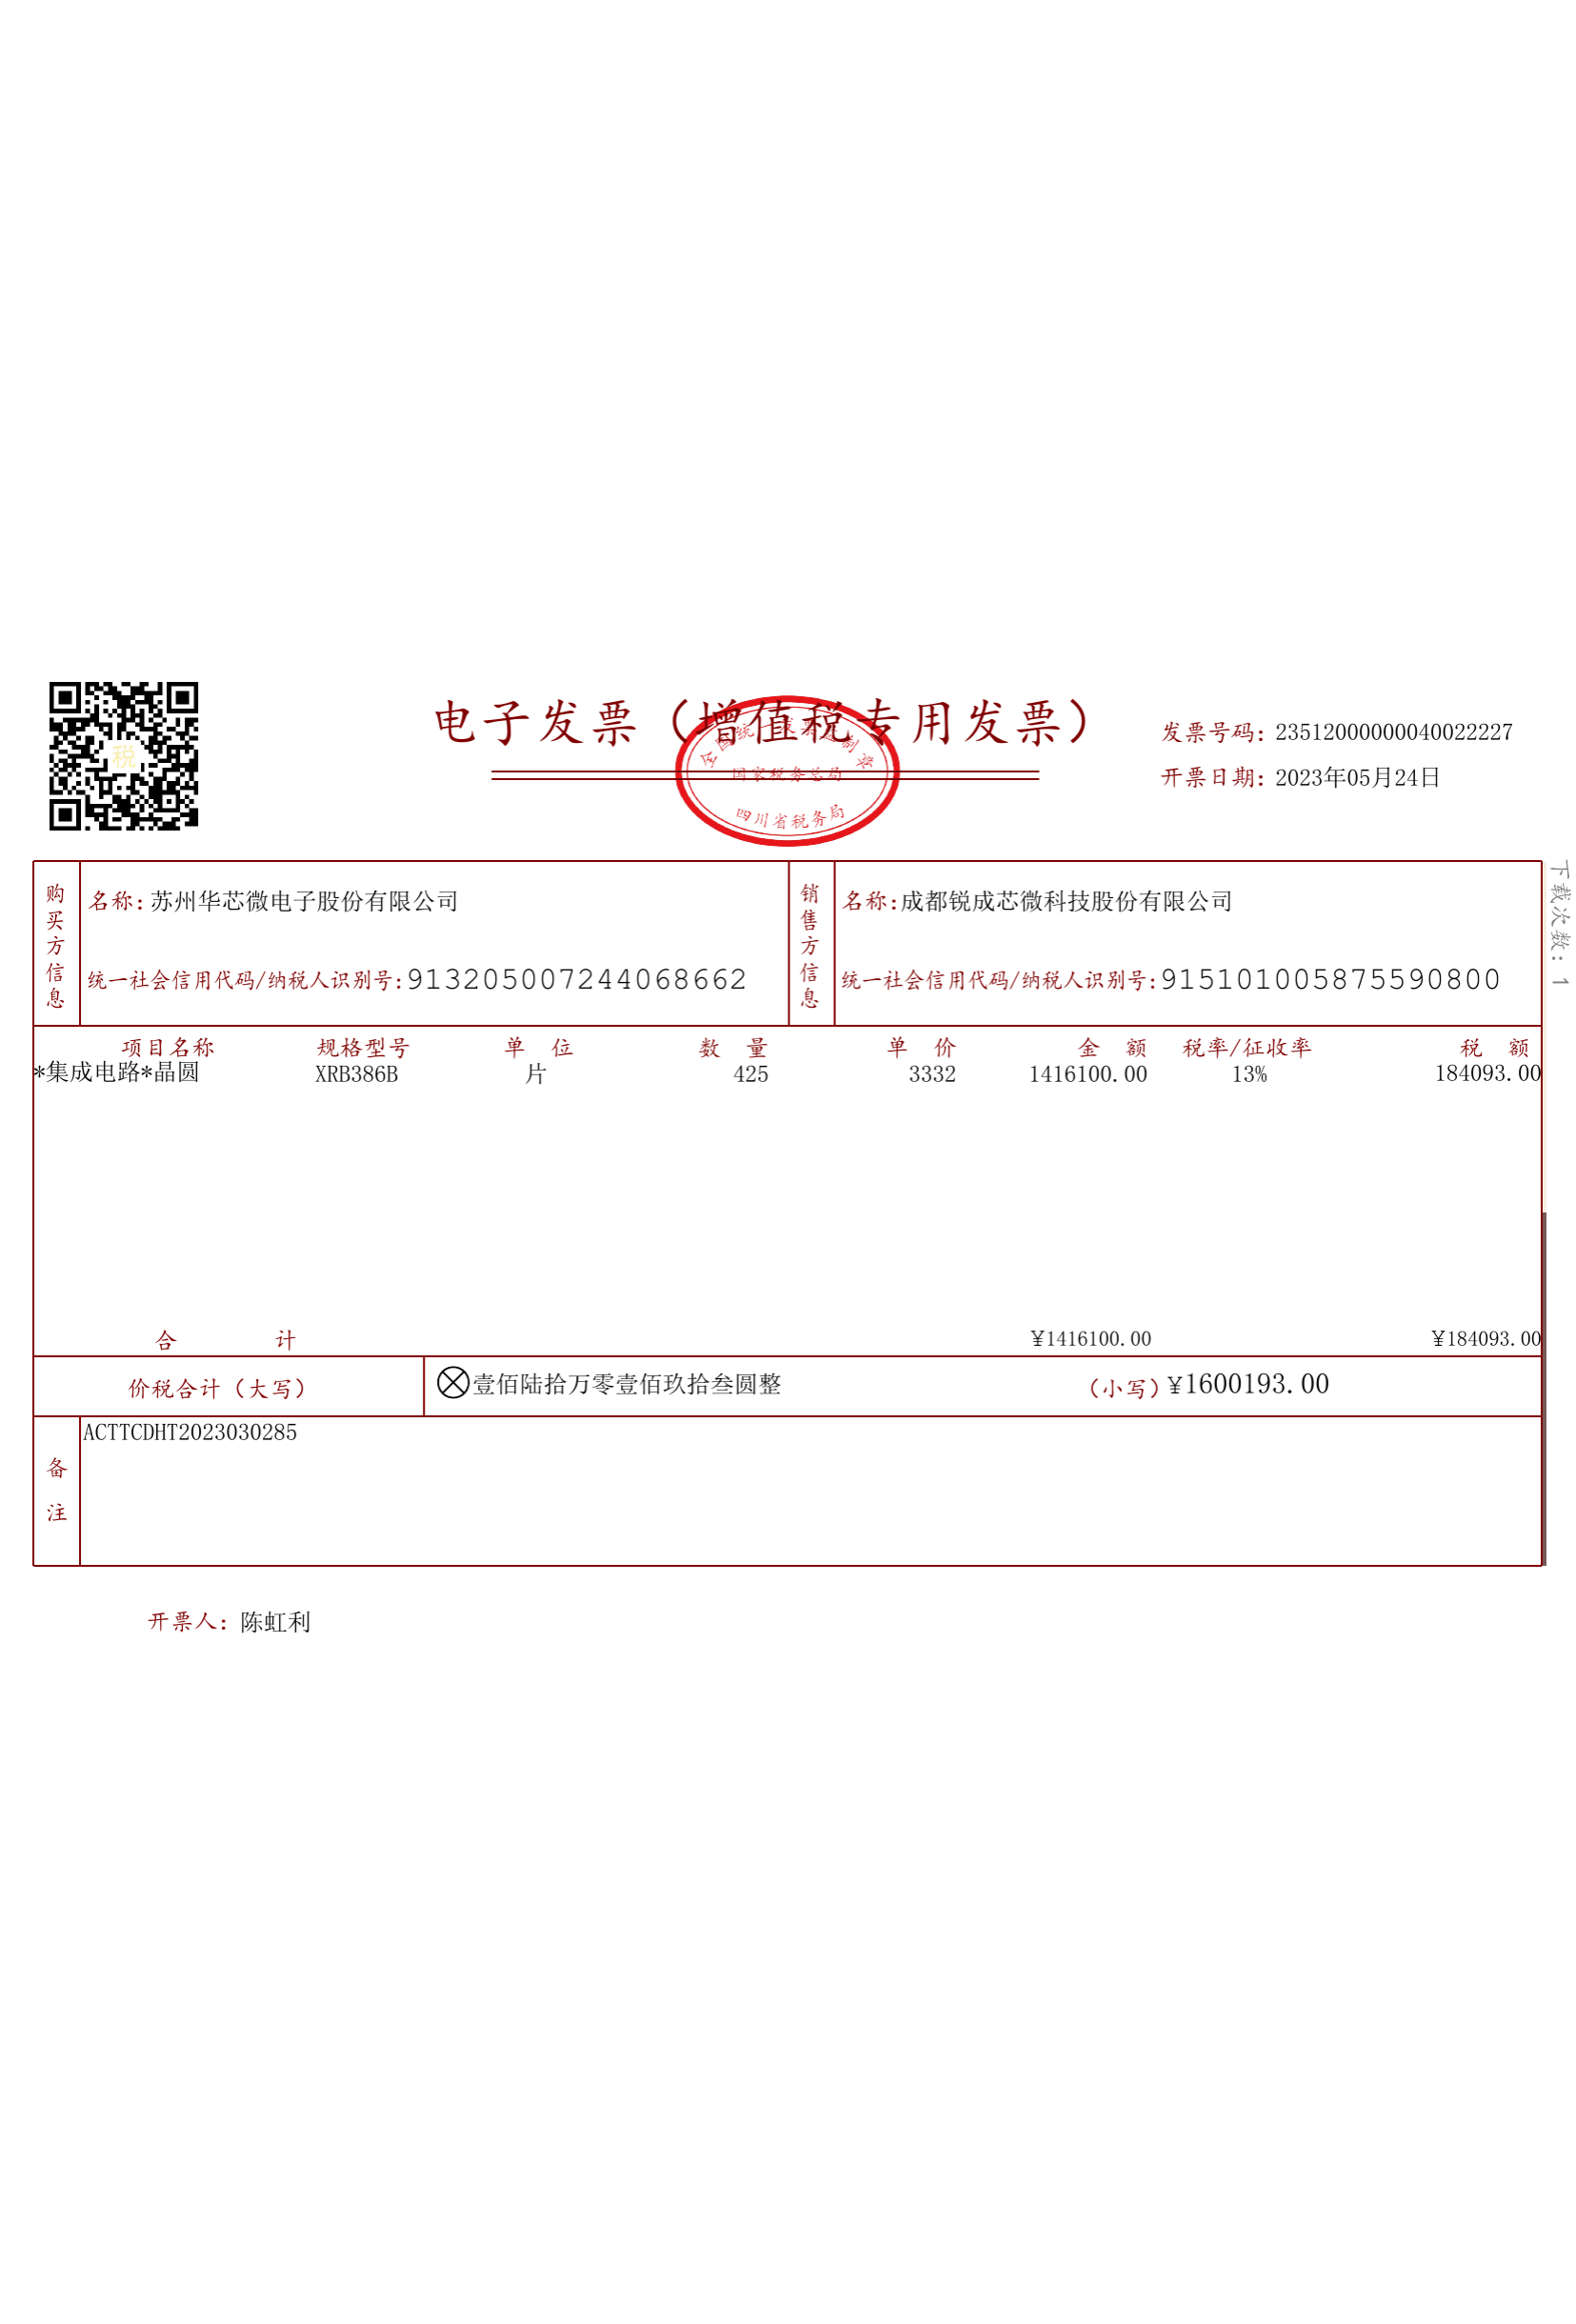 税
电子发票（增值税专用发票）
全国统一发票监制章
国家税务总局
四川省税务局
发票号码：23512000000040022227
开票日期：2023年05月24日
下载次数：1
购买方信息
名称：苏州华芯微电子股份有限公司
统一社会信用代码/纳税人识别号：913205007244068662
销售方信息
名称：成都锐成芯微科技股份有限公司
统一社会信用代码/纳税人识别号：915101005875590800
项目名称 规格型号 单 位 数 量 单 价 金 额 税率/征收率 税 额
*集成电路*晶圆 XRB386B 片 425 3332 1416100.00 13% 184093.00
合 计 ¥1416100.00 ¥184093.00
价税合计（大写） ⊗壹佰陆拾万零壹佰玖拾叁圆整 （小写）¥1600193.00
备注
ACTTCDHT2023030285
开票人：陈虹利